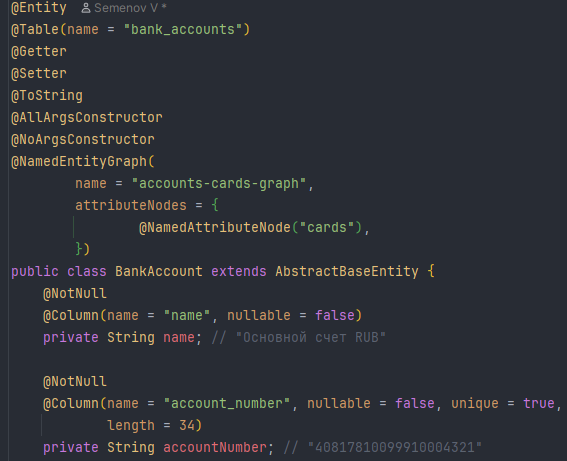 @Entity Semenov V *
@Table(name = "bank_accounts")
@Getter
@Setter
@ToString
@AllArgsConstructor
@NoArgsConstructor
@NamedEntityGraph(
name = "accounts-cards-graph",
attributeNodes = {
@NamedAttributeNode("cards"),
})
public class BankAccount extends AbstractBaseEntity {
@NotNull
@Column(name = "name", nullable = false)
private String name; // "Основной счет RUB"
@NotNull
@Column(name = "account_number", nullable = false, unique = true,
length = 34)
private String accountNumber; // "40817810099910004321"